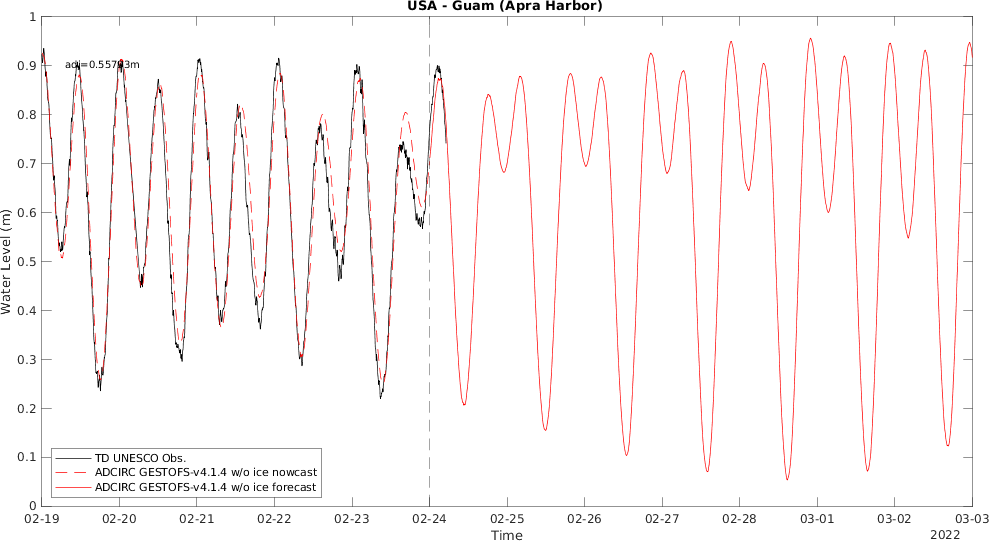 USA - Guam (Apra Harbor)
1
0.9
0.8
0.7
0.6
0.5
0.4
0.3
0.2
0.1
0
Water Level (m)
TD UNESCO Obs.
ADCIRC GESTOFS-v4.1.4 w/o ice nowcast
ADCIRC GESTOFS-v4.1.4 w/o ice forecast
02-19 02-20 02-21 02-22 02-23 02-24 02-25 02-26 02-27 02-28 03-01 03-02 03-03
Time
2022